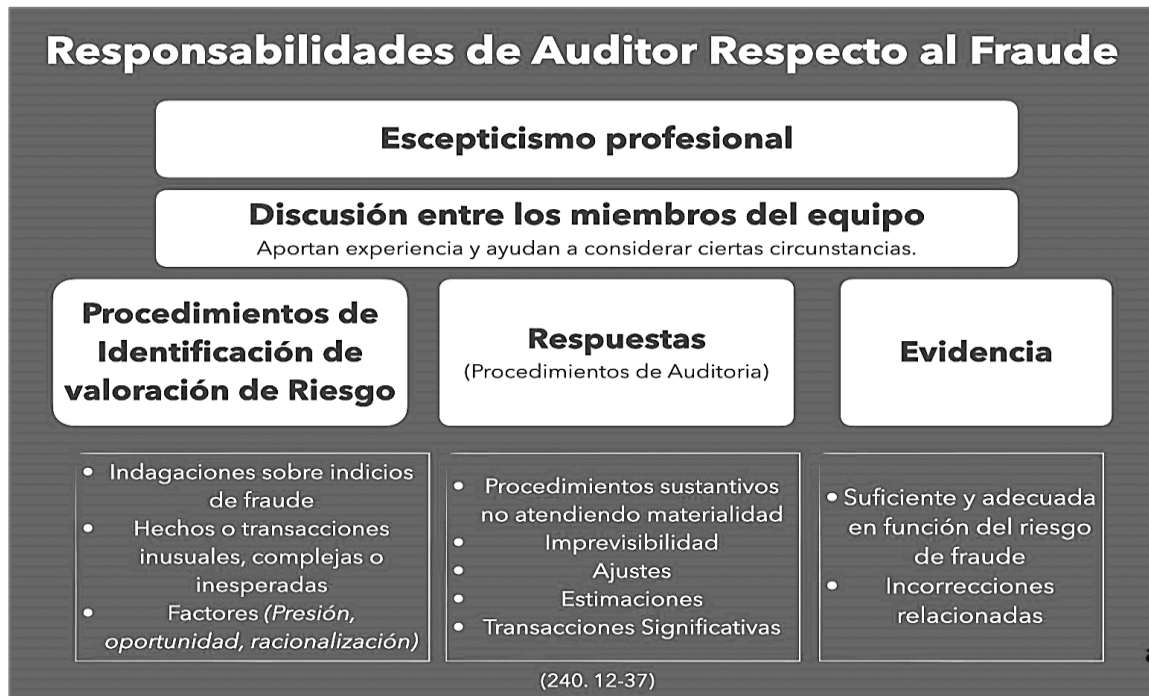 Responsabilidades de Auditor Respecto al Fraude
Escepticismo profesional
Discusión entre los miembros del equipo
Aportan experiencia y ayudan a considerar ciertas circunstancias.
Procedimientos de
Identificación de
valoración de Riesgo
Respuestas
(Procedimientos de Auditoria)
Evidencia
• Indagaciones sobre indicios
de fraude
• Hechos o transacciones
inusuales, complejas o
inesperadas
• Factores (Presión,
oportunidad, racionalización)
• Procedimientos sustantivos
no atendiendo materialidad
• Imprevisibilidad
• Ajustes
• Estimaciones
• Transacciones Significativas
• Suficiente y adecuada
en función del riesgo
de fraude
• Incorrecciones
relacionadas
(240. 12-37)